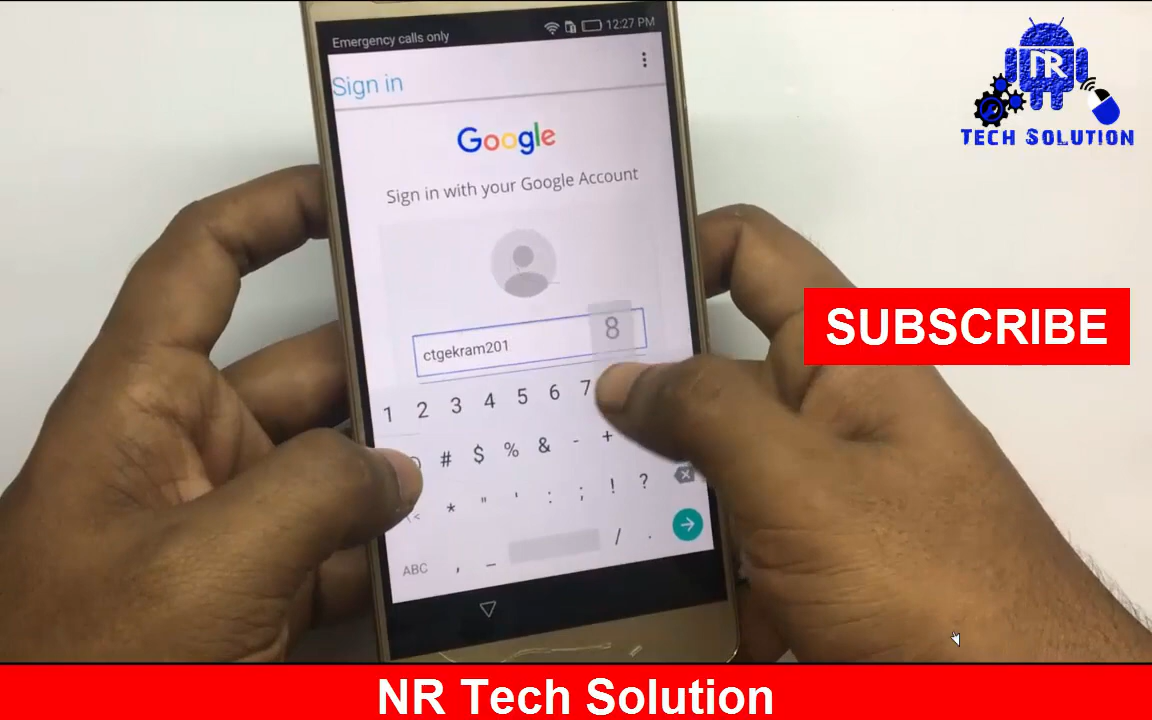 Emergency calls only 12:27 PM
Sign in
Google
Sign in with your Google Account
ctgekram201
8
1 2 3 4 5 6 7
# $ % & - +
* " ' : ; ! ?
ABC , _ / .
NR
TECH SOLUTION
SUBSCRIBE
NR Tech Solution